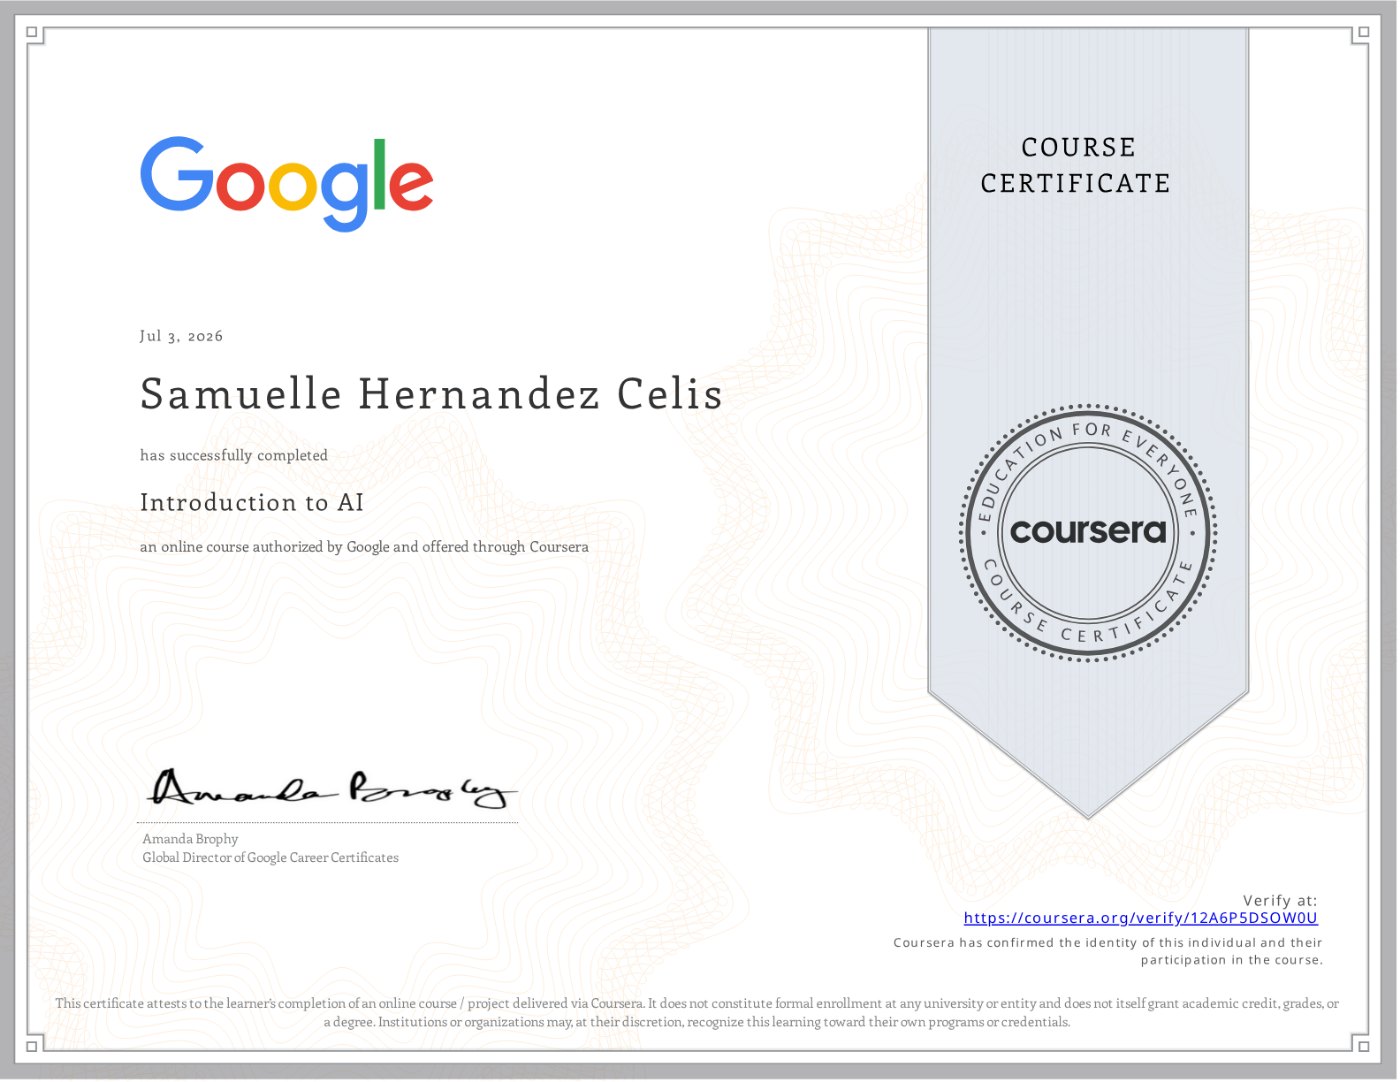 Google
COURSE
CERTIFICATE
Jul 3, 2026
Samuelle Hernandez Celis
has successfully completed
Introduction to AI
an online course authorized by Google and offered through Coursera
EDUCATION FOR EVERYONE
coursera
COURSE CERTIFICATE
Amanda Brophy
Amanda Brophy
Global Director of Google Career Certificates
Verify at:
https://coursera.org/verify/12A6P5DSOW0U
Coursera has confirmed the identity of this individual and their
participation in the course.
This certificate attests to the learner's completion of an online course / project delivered via Coursera. It does not constitute formal enrollment at any university or entity and does not itself grant academic credit, grades, or
a degree. Institutions or organizations may, at their discretion, recognize this learning toward their own programs or credentials.